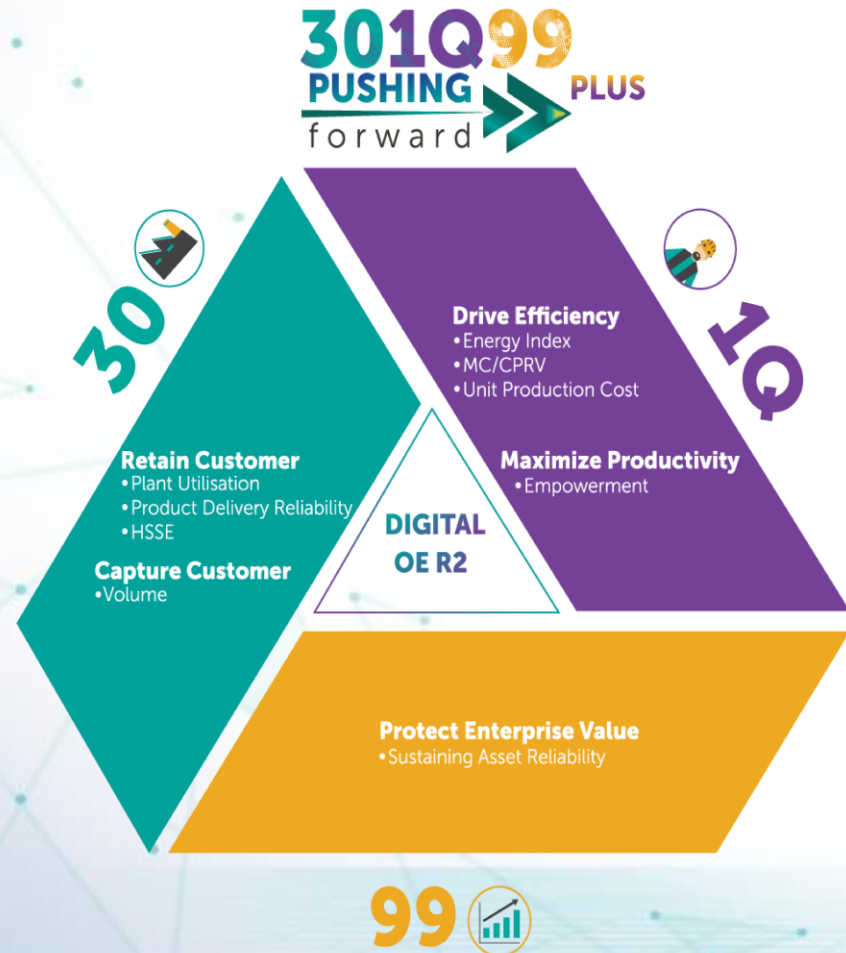 301Q99
PUSHING
PLUS
forward
30
Retain Customer
•Plant Utilisation
•Product Delivery Reliability
•HSSE
Capture Customer
•Volume
1Q
Drive Efficiency
•Energy Index
•MC/CPRV
•Unit Production Cost
Maximize Productivity
•Empowerment
DIGITAL
OE R2
Protect Enterprise Value
•Sustaining Asset Reliability
99